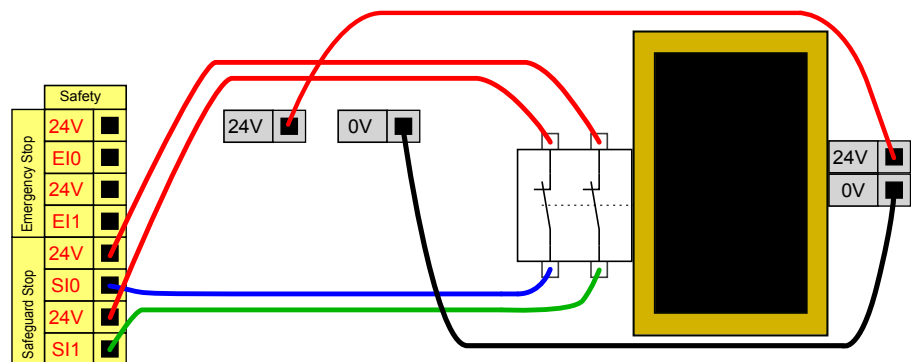 Safety
Emergency Stop
24V
EI0
24V
EI1
Safeguard Stop
24V
SI0
24V
SI1
24V
0V
24V
0V